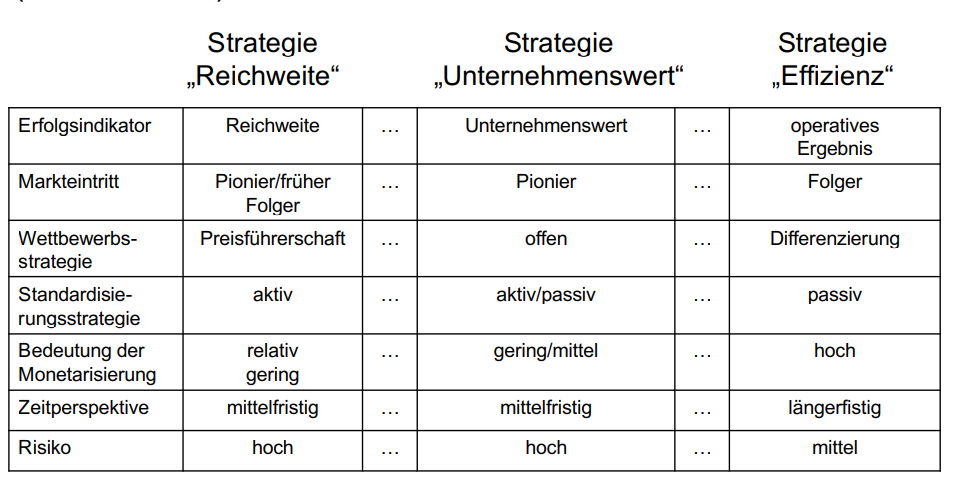 Strategie Strategie Strategie
„Reichweite“ „Unternehmenswert“ „Effizienz“
Erfolgsindikator Reichweite … Unternehmenswert … operatives
Ergebnis
Markteintritt Pionier/früher … Pionier … Folger
Folger
Wettbewerbs- Preisführerschaft … offen … Differenzierung
strategie
Standardisie- aktiv … aktiv/passiv … passiv
rungsstrategie
Bedeutung der relativ … gering/mittel … hoch
Monetarisierung gering
Zeitperspektive mittelfristig … mittelfristig … längerfistig
Risiko hoch … hoch … mittel